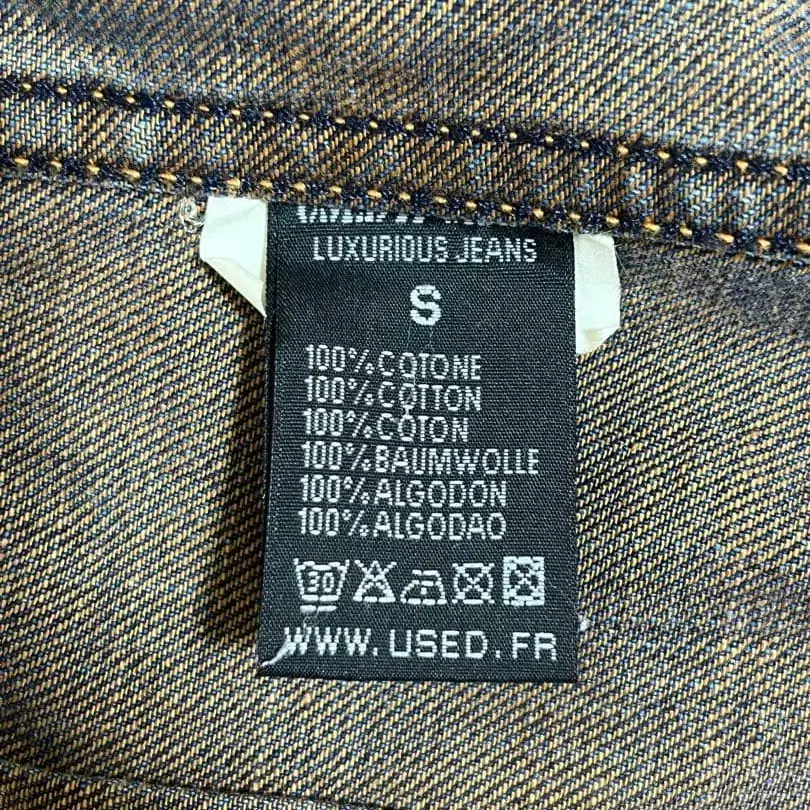 LUXURIOUS JEANS
S
100%COTONE
100%COTTON
100%COTON
100%BAUMWOLLE
100%ALGODON
100%ALGODAO
30
WWW.USED.FR